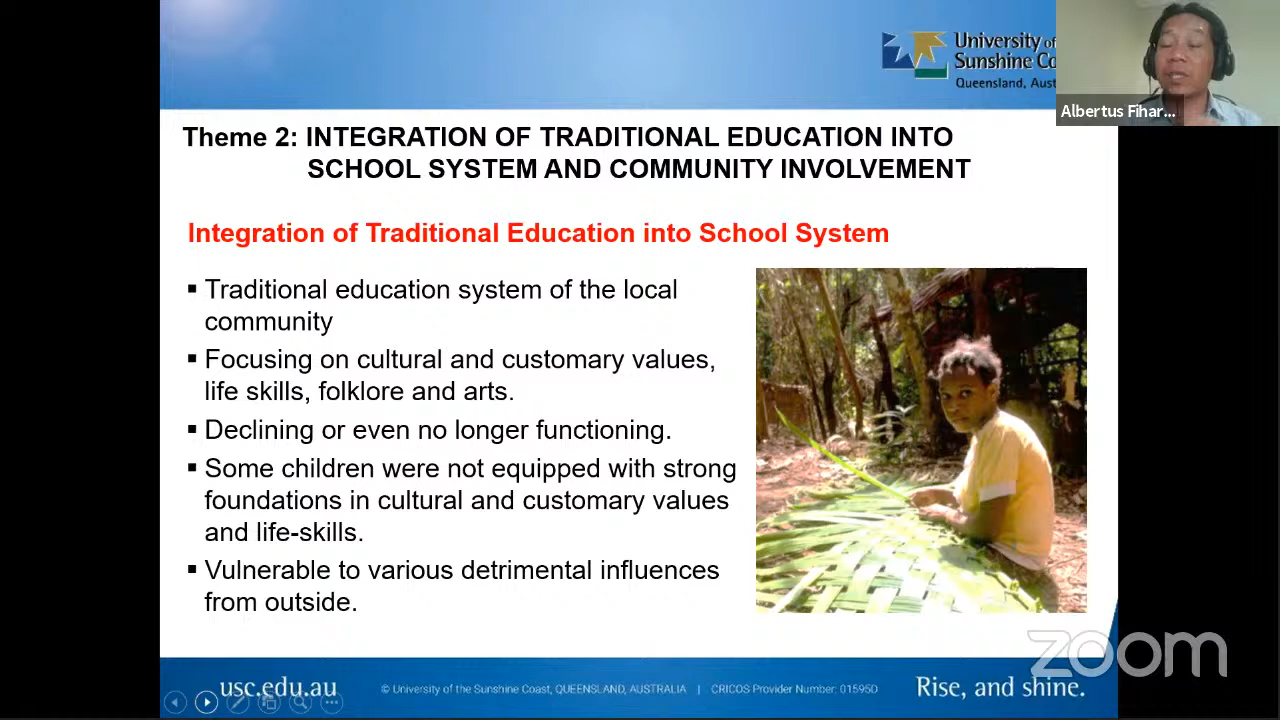 University of
Sunshine Co
Queensland, Aust
Albertus Fihar...
Theme 2: INTEGRATION OF TRADITIONAL EDUCATION INTO
SCHOOL SYSTEM AND COMMUNITY INVOLVEMENT
Integration of Traditional Education into School System
▪ Traditional education system of the local
community
▪ Focusing on cultural and customary values,
life skills, folklore and arts.
▪ Declining or even no longer functioning.
▪ Some children were not equipped with strong
foundations in cultural and customary values
and life-skills.
▪ Vulnerable to various detrimental influences
from outside.
zoom
usc.edu.au
© University of the Sunshine Coast, QUEENSLAND, AUSTRALIA | CRICOS Provider Number: 01595D
Rise, and shine.